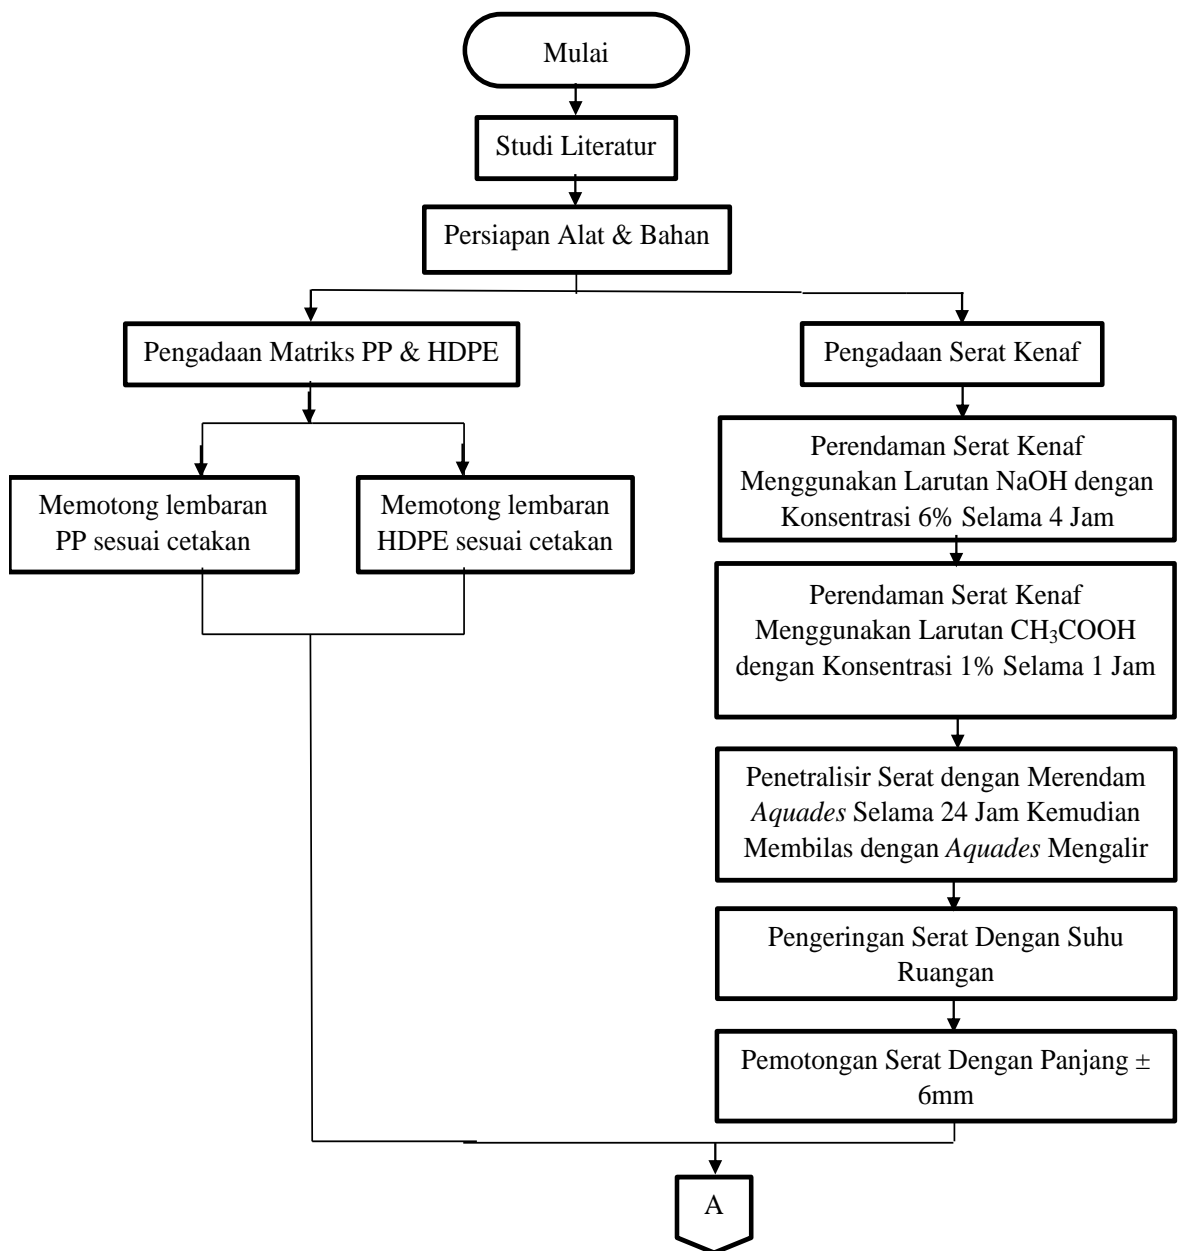 Mulai
Studi Literatur
Persiapan Alat & Bahan
Pengadaan Matriks PP & HDPE
Pengadaan Serat Kenaf
Memotong lembaran
PP sesuai cetakan
Memotong lembaran
HDPE sesuai cetakan
Perendaman Serat Kenaf
Menggunakan Larutan NaOH dengan
Konsentrasi 6% Selama 4 Jam
Perendaman Serat Kenaf
Menggunakan Larutan CH₃COOH
dengan Konsentrasi 1% Selama 1 Jam
Penetralisir Serat dengan Merendam
Aquades Selama 24 Jam Kemudian
Membilas dengan Aquades Mengalir
Pengeringan Serat Dengan Suhu
Ruangan
Pemotongan Serat Dengan Panjang ±
6mm
A